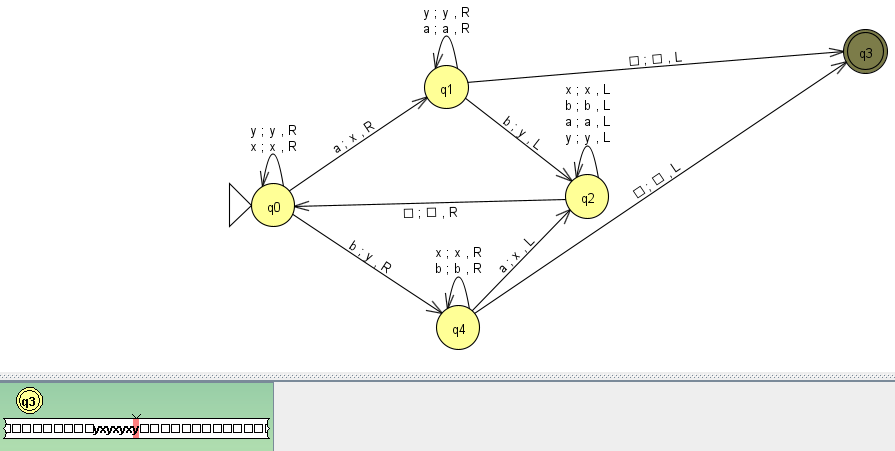 y ; y , R
a ; a , R
q1
□ ; □ , L
q3
x ; x , L
b ; b , L
a ; a , L
y ; y , L
y ; y , R
x ; x , R
a ; x , R
b ; y , L
q0
q2
□ ; □ , R
□ ; □ , L
b ; y , R
x ; x , R
b ; b , R
a ; x , L
q4
q3
□□□□□□□□□yxyxyxy□□□□□□□□□□□□□